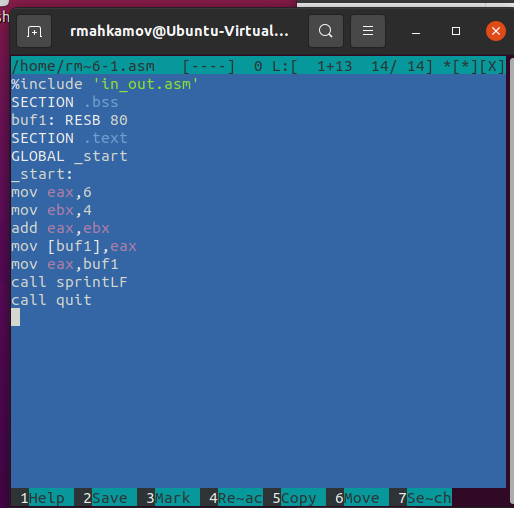 sh
rmahkamov@Ubuntu-Virtual...
/home/rm~6-1.asm   [----]  0 L:[  1+13  14/ 14] *[*][X]
%include 'in_out.asm'
SECTION .bss
buf1: RESB 80
SECTION .text
GLOBAL _start
_start:
mov eax,6
mov ebx,4
add eax,ebx
mov [buf1],eax
mov eax,buf1
call sprintLF
call quit
1Help  2Save  3Mark  4Re~ac  5Copy  6Move  7Se~ch